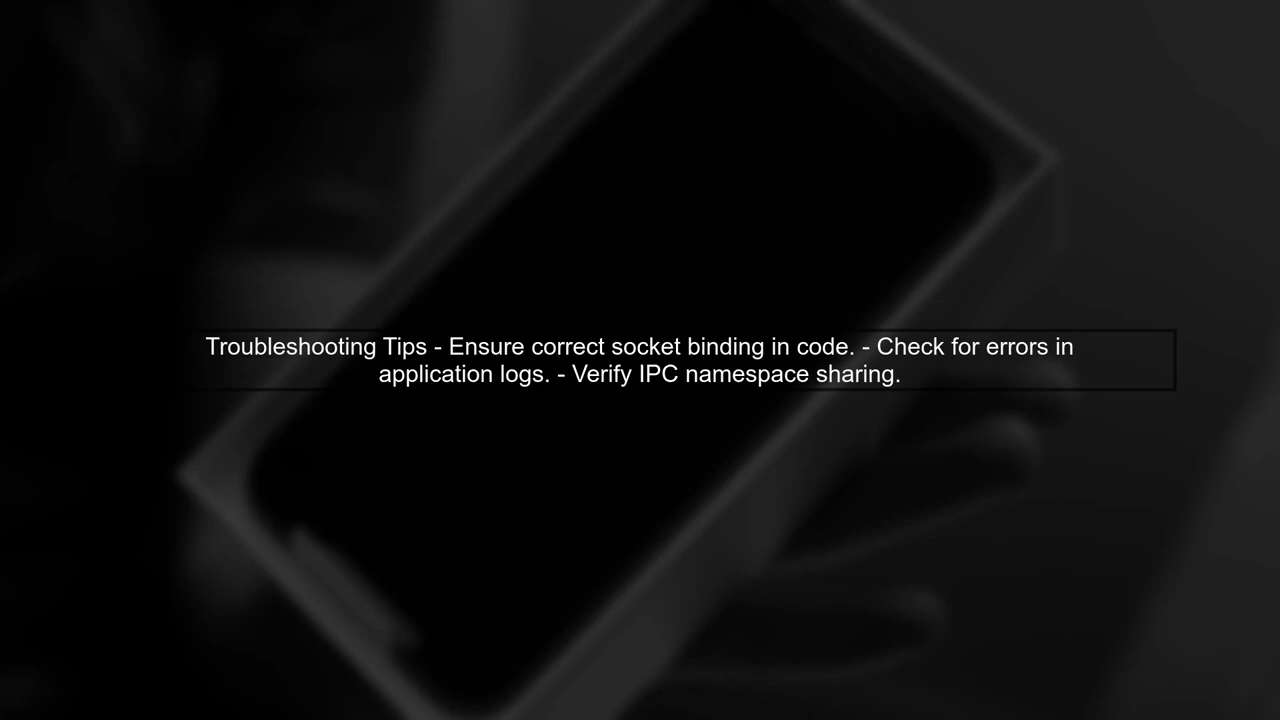 Troubleshooting Tips - Ensure correct socket binding in code. - Check for errors in
application logs. - Verify IPC namespace sharing.